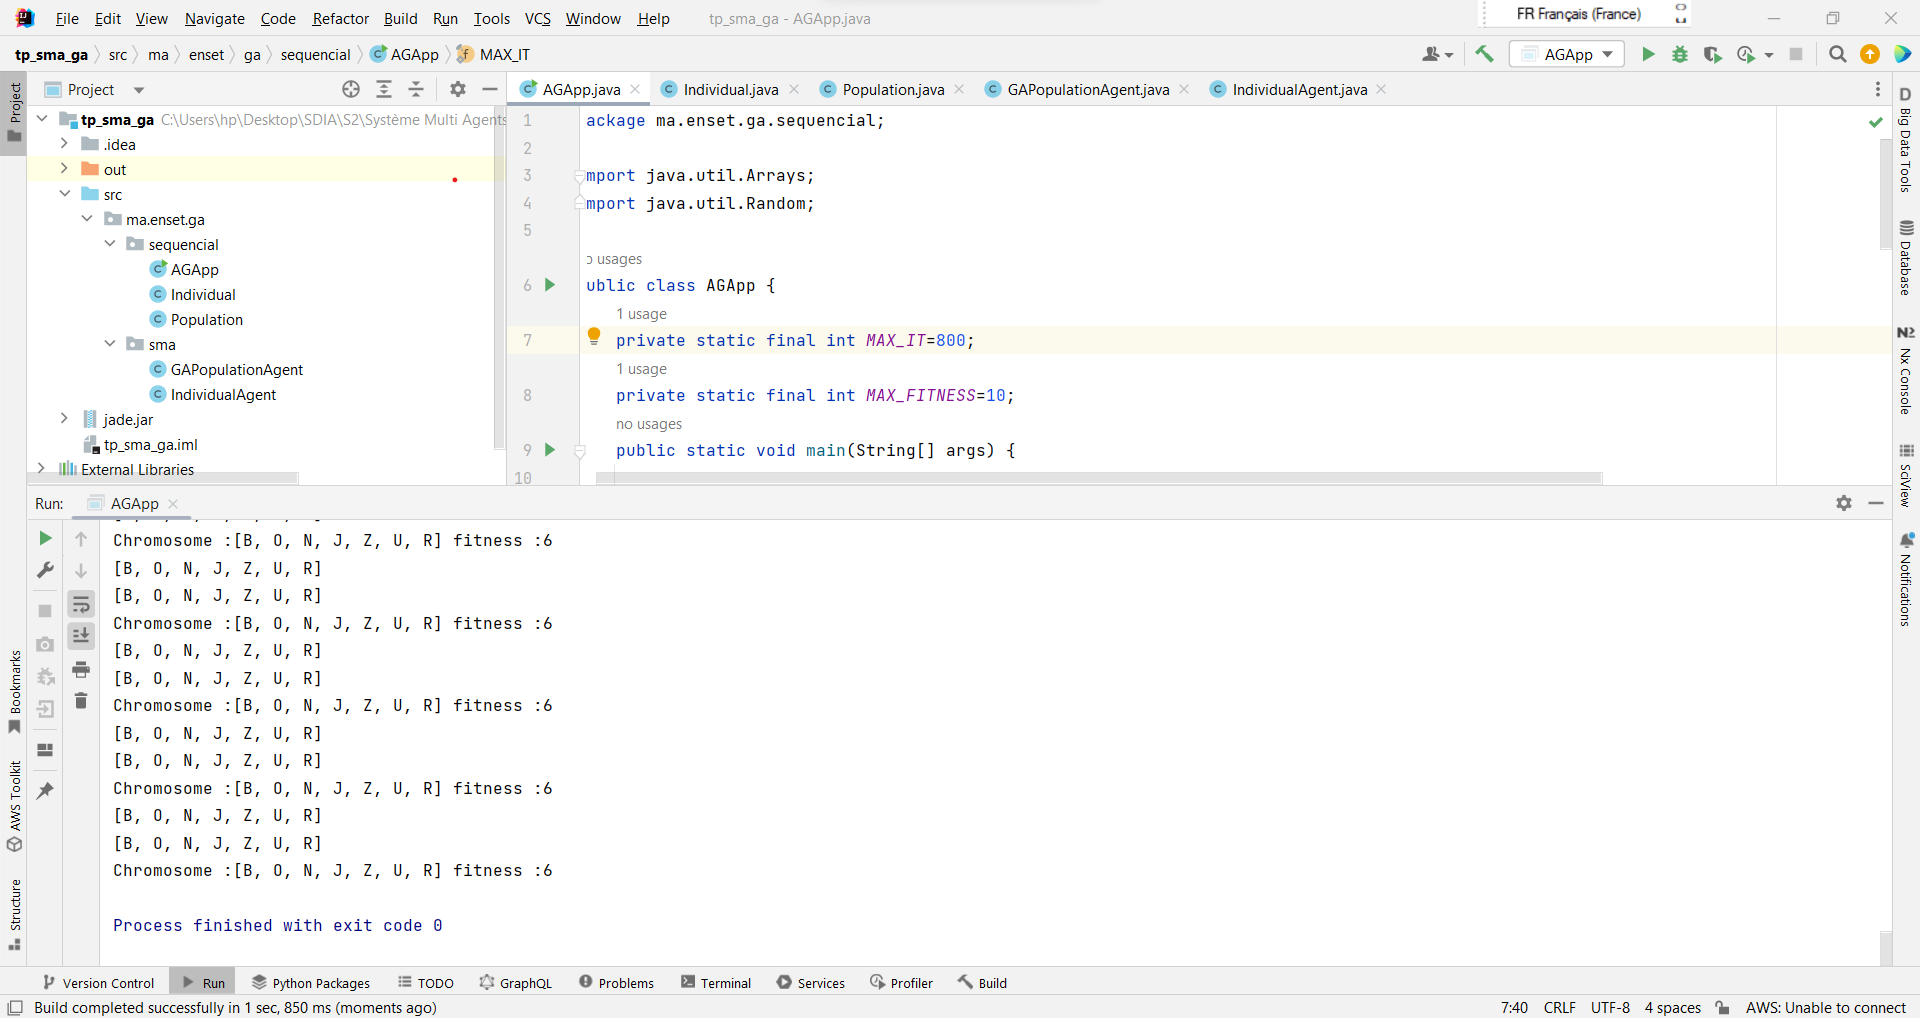 File Edit View Navigate Code Refactor Build Run Tools VCS Window Help tp_sma_ga - AGApp.java FR Français (France)
tp_sma_ga src ma enset ga sequencial AGApp MAX_IT AGApp
Project
AGApp.java Individual.java Population.java GAPopulationAgent.java IndividualAgent.java
tp_sma_ga C:\Users\hp\Desktop\SDIA\S2\Système Multi Agents
.idea
out
src
ma.enset.ga
sequencial
AGApp
Individual
Population
sma
GAPopulationAgent
IndividualAgent
jade.jar
tp_sma_ga.iml
External Libraries
1 ackage ma.enset.ga.sequencial;
2
3 mport java.util.Arrays;
4 mport java.util.Random;
5
o usages
6 ublic class AGApp {
1 usage
7 private static final int MAX_IT=800;
1 usage
8 private static final int MAX_FITNESS=10;
no usages
9 public static void main(String[] args) {
10
Project
Bookmarks
AWS Toolkit
Structure
Big Data Tools
Database
Nx Console
SciView
Notifications
Run: AGApp
Chromosome :[B, O, N, J, Z, U, R] fitness :6
[B, O, N, J, Z, U, R]
[B, O, N, J, Z, U, R]
Chromosome :[B, O, N, J, Z, U, R] fitness :6
[B, O, N, J, Z, U, R]
[B, O, N, J, Z, U, R]
Chromosome :[B, O, N, J, Z, U, R] fitness :6
[B, O, N, J, Z, U, R]
[B, O, N, J, Z, U, R]
Chromosome :[B, O, N, J, Z, U, R] fitness :6
[B, O, N, J, Z, U, R]
[B, O, N, J, Z, U, R]
Chromosome :[B, O, N, J, Z, U, R] fitness :6
Process finished with exit code 0
Version Control Run Python Packages TODO GraphQL Problems Terminal Services Profiler Build
Build completed successfully in 1 sec, 850 ms (moments ago) 7:40 CRLF UTF-8 4 spaces AWS: Unable to connect